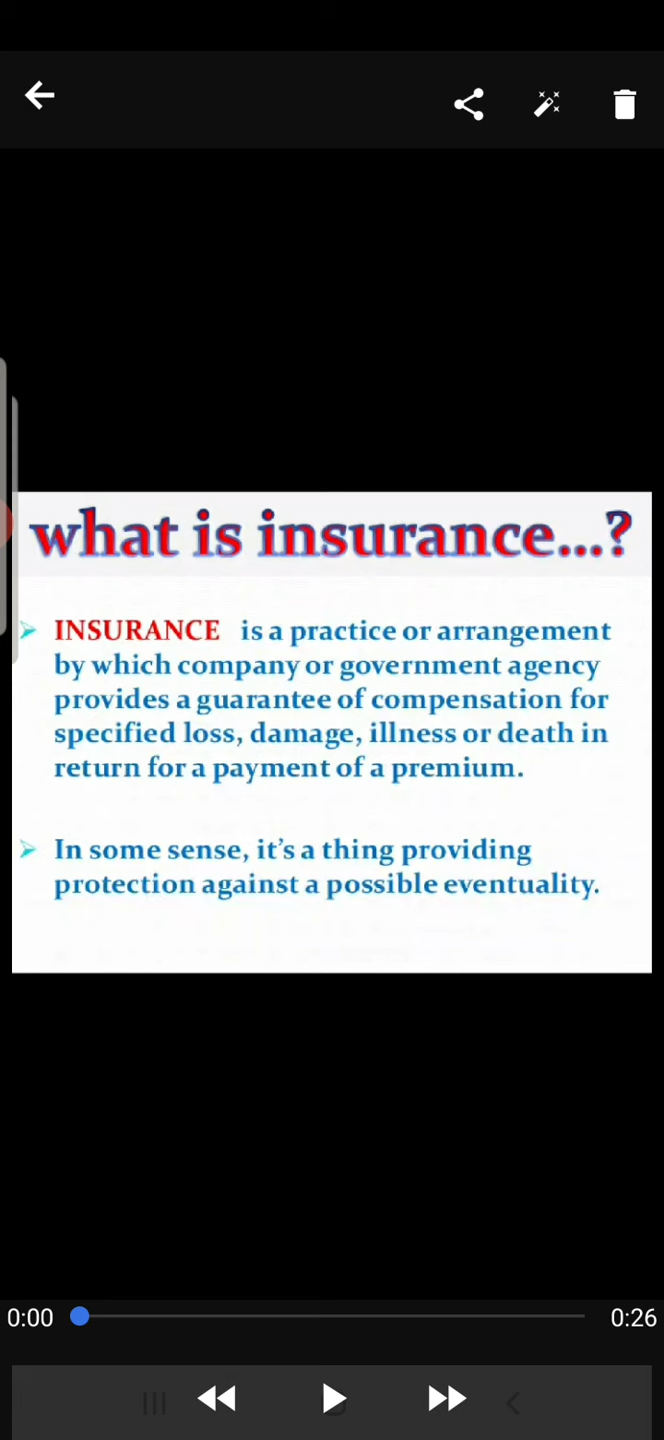 what is insurance...?
INSURANCE is a practice or arrangement
by which company or government agency
provides a guarantee of compensation for
specified loss, damage, illness or death in
return for a payment of a premium.
In some sense, it's a thing providing
protection against a possible eventuality.
0:00
0:26